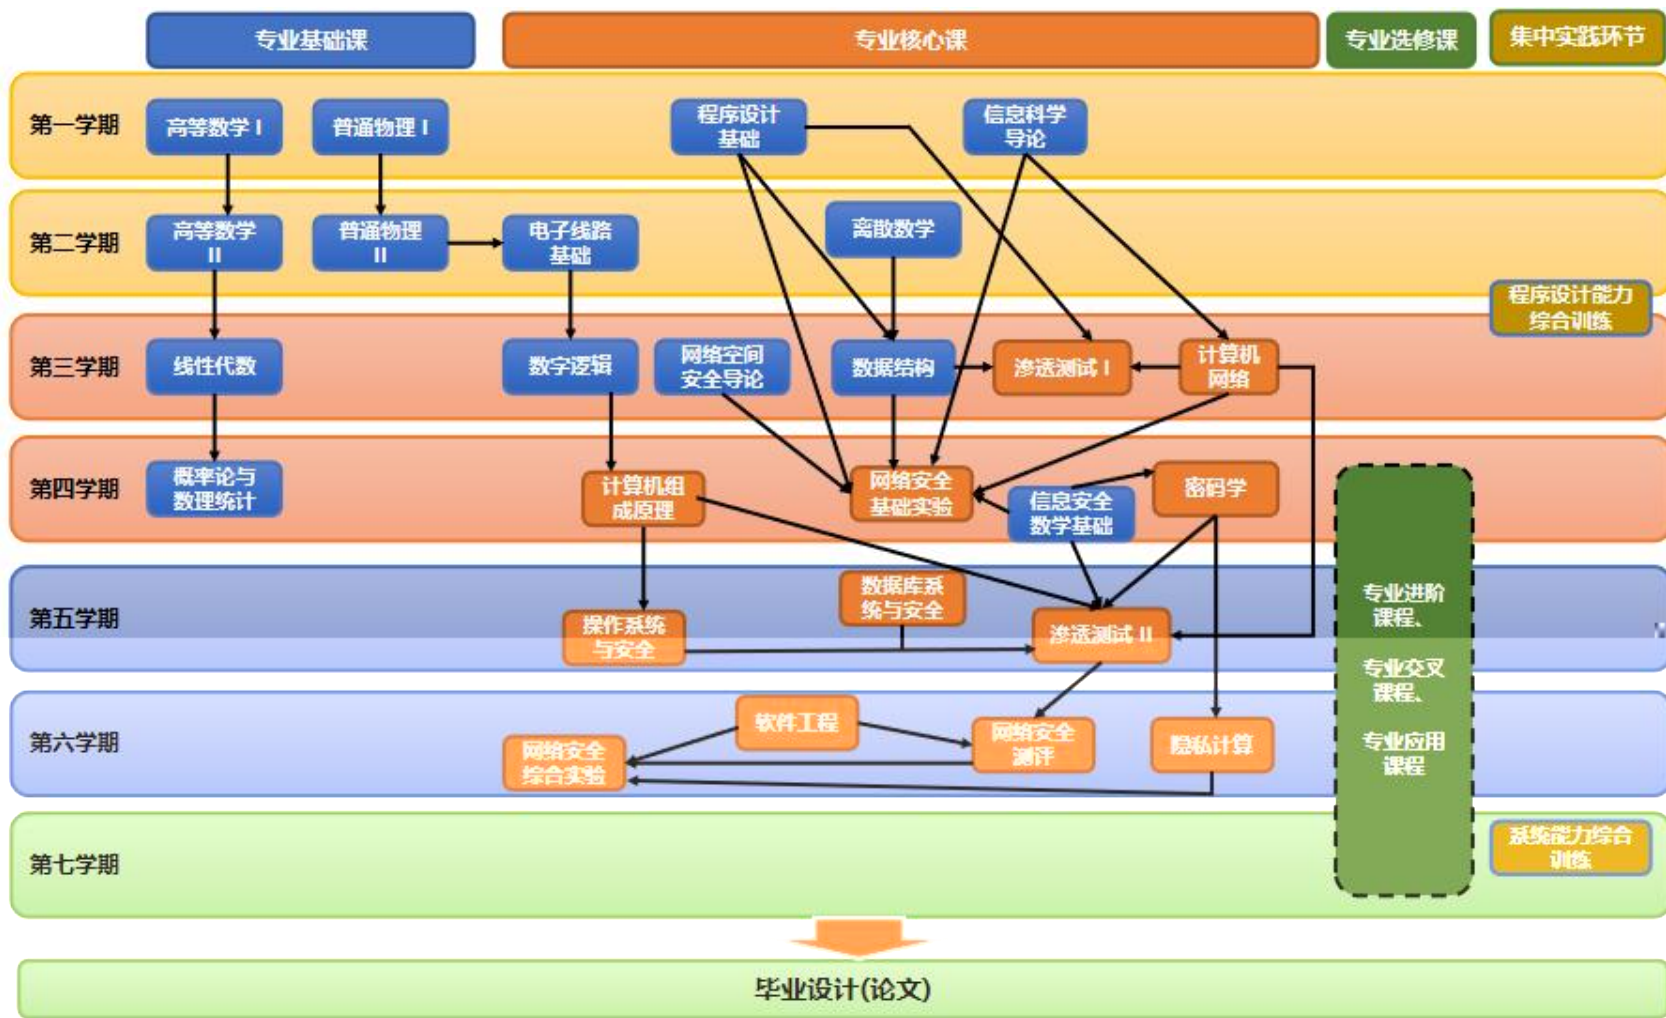 专业基础课
专业核心课
专业选修课
集中实践环节
第一学期
高等数学 I
普通物理 I
程序设计
基础
信息科学
导论
第二学期
高等数学
II
普通物理
II
电子线路
基础
离散数学
程序设计能力
综合训练
第三学期
线性代数
数字逻辑
网络空间
安全导论
数据结构
渗透测试 I
计算机
网络
第四学期
概率论与
数理统计
计算机组
成原理
网络安全
基础实验
信息安全
数学基础
密码学
第五学期
操作系统
与安全
数据库系
统与安全
渗透测试 II
专业进阶
课程、
专业交叉
课程、
专业应用
课程
第六学期
网络安全
综合实验
软件工程
网络安全
测评
隐私计算
第七学期
系统能力综合
训练
毕业设计(论文)